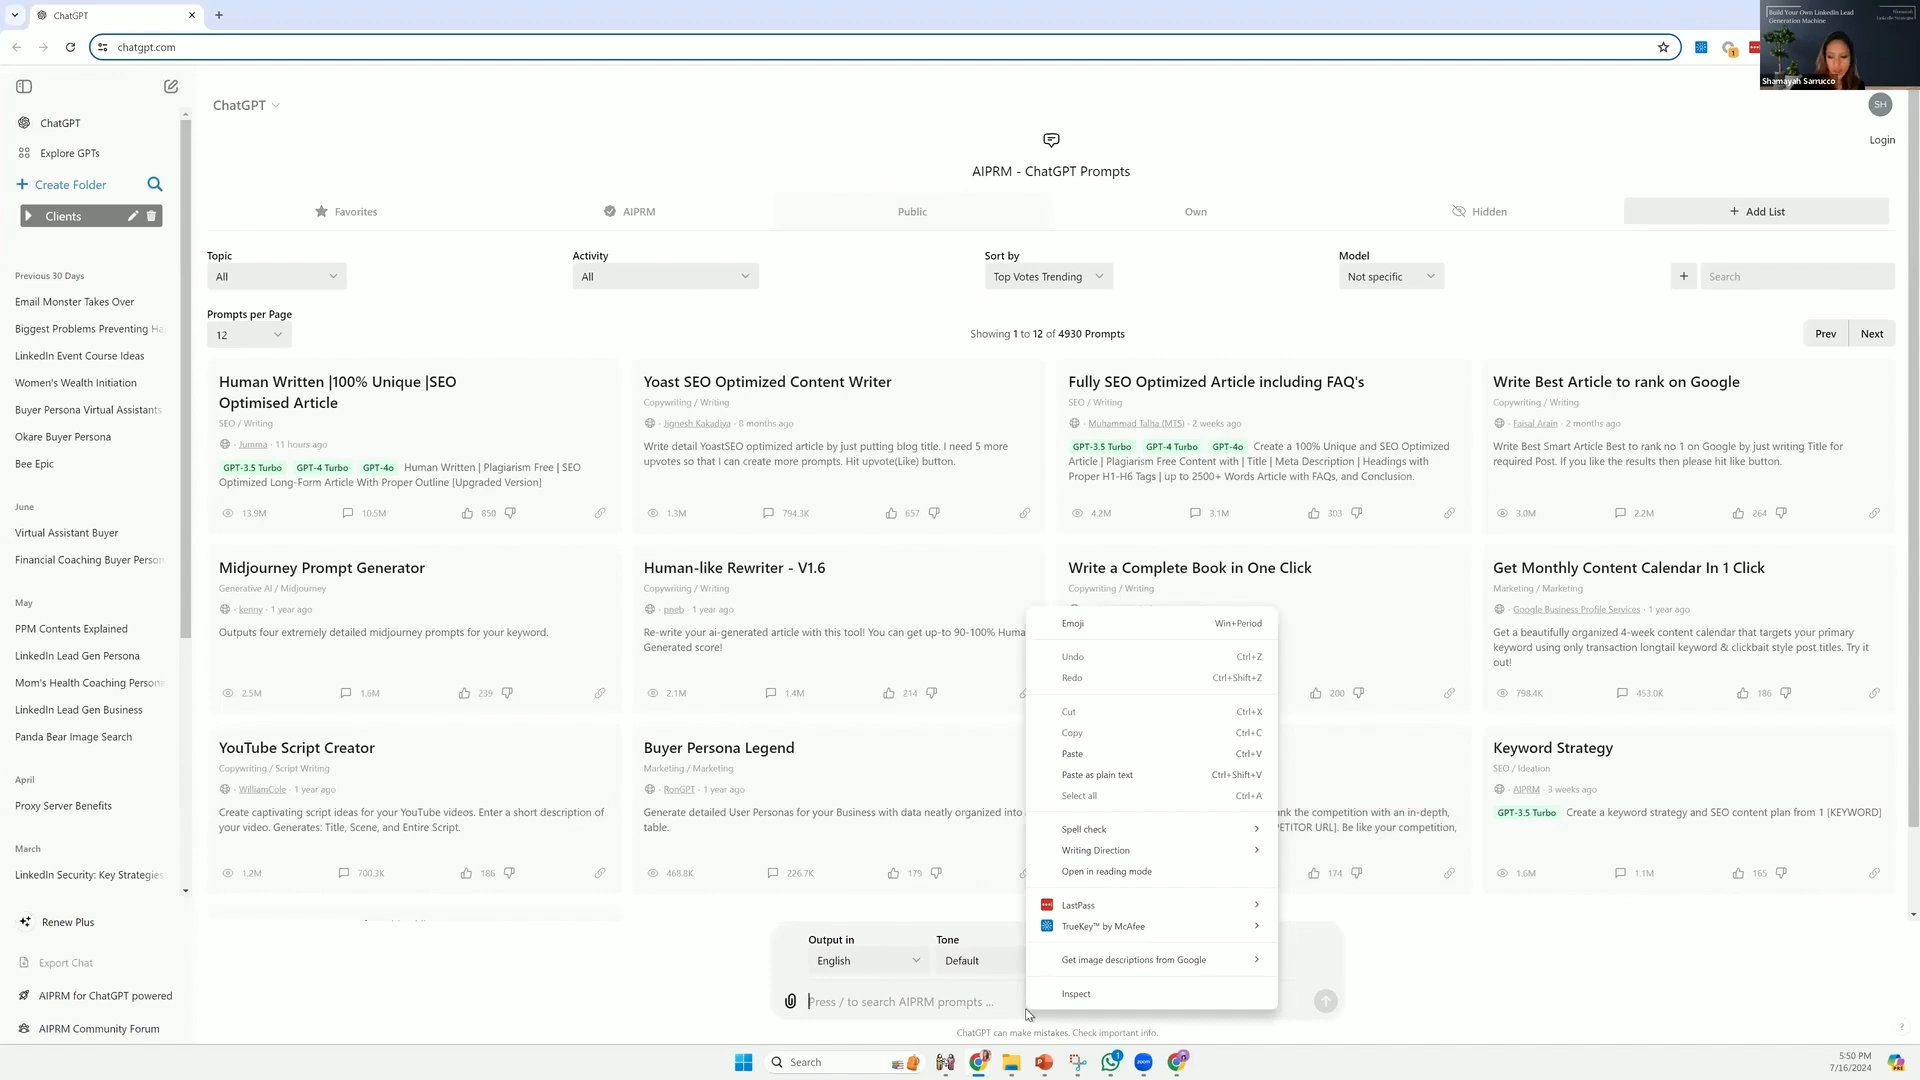 ChatGPT
chatgpt.com
Build Your Own LinkedIn Lead
Generation Machine
Shamayah Sarrucco
ChatGPT
Explore GPTs
Create Folder
Clients
Previous 30 Days
Email Monster Takes Over
Biggest Problems Preventing Ha
LinkedIn Event Course Ideas
Women's Wealth Initiation
Buyer Persona Virtual Assistants
Okare Buyer Persona
Bee Epic
June
Virtual Assistant Buyer
Financial Coaching Buyer Person
May
PPM Contents Explained
LinkedIn Lead Gen Persona
Mom's Health Coaching Persona
LinkedIn Lead Gen Business
Panda Bear Image Search
April
Proxy Server Benefits
March
LinkedIn Security: Key Strategies
Renew Plus
Export Chat
AIPRM for ChatGPT powered
AIPRM Community Forum
ChatGPT
SH
Login
AIPRM - ChatGPT Prompts
Favorites
AIPRM
Public
Own
Hidden
+ Add List
Topic
All
Activity
All
Sort by
Top Votes Trending
Model
Not specific
+
Search
Prompts per Page
12
Showing 1 to 12 of 4930 Prompts
Prev
Next
Human Written |100% Unique |SEO
Optimised Article
SEO / Writing
· Jumma · 11 hours ago
GPT-3.5 Turbo GPT-4 Turbo GPT-4o Human Written | Plagiarism Free | SEO
Optimized Long-Form Article With Proper Outline [Upgraded Version]
13.9M 10.5M 850
Yoast SEO Optimized Content Writer
Copywriting / Writing
· Jignesh Kakadiya · 8 months ago
Write detail YoastSEO optimized article by just putting blog title. I need 5 more
upvotes so that I can create more prompts. Hit upvote(Like) button.
1.3M 794.3K 657
Fully SEO Optimized Article including FAQ's
SEO / Writing
· Muhammad Talha (MTS) · 2 weeks ago
GPT-3.5 Turbo GPT-4 Turbo GPT-4o Create a 100% Unique and SEO Optimized
Article | Plagiarism Free Content with | Title | Meta Description | Headings with
Proper H1-H6 Tags | up to 2500+ Words Article with FAQs, and Conclusion.
4.2M 3.1M 303
Write Best Article to rank on Google
Copywriting / Writing
· Faisal Arain · 2 months ago
Write Best Smart Article Best to rank no 1 on Google by just writing Title for
required Post. If you like the results then please hit like button.
3.0M 2.2M 264
Midjourney Prompt Generator
Generative AI / Midjourney
· kenny · 1 year ago
Outputs four extremely detailed midjourney prompts for your keyword.
2.5M 1.6M 239
Human-like Rewriter - V1.6
Copywriting / Writing
· pneb · 1 year ago
Re-write your ai-generated article with this tool! You can get up-to 90-100% Huma
Generated score!
2.1M 1.4M 214
Write a Complete Book in One Click
Copywriting / Writing
200
Get Monthly Content Calendar In 1 Click
Marketing / Marketing
· Google Business Profile Services · 1 year ago
Get a beautifully organized 4-week content calendar that targets your primary
keyword using only transaction longtail keyword & clickbait style post titles. Try it
out!
798.4K 453.0K 186
YouTube Script Creator
Copywriting / Script Writing
· WilliamCole · 1 year ago
Create captivating script ideas for your YouTube videos. Enter a short description of
your video. Generates: Title, Scene, and Entire Script.
1.2M 700.3K 186
Buyer Persona Legend
Marketing / Marketing
· RonGPT · 1 year ago
Generate detailed User Personas for your Business with data neatly organized into
table.
468.8K 226.7K 179
ank the competition with an in-depth,
PETITOR URL]. Be like your competition,
174
Keyword Strategy
SEO / Ideation
· AIPRM · 3 weeks ago
GPT-3.5 Turbo Create a keyword strategy and SEO content plan from 1 [KEYWORD]
1.6M 1.1M 165
Emoji Win+Period
Undo Ctrl+Z
Redo Ctrl+Shift+Z
Cut Ctrl+X
Copy Ctrl+C
Paste Ctrl+V
Paste as plain text Ctrl+Shift+V
Select all Ctrl+A
Spell check
Writing Direction
Open in reading mode
LastPass
TrueKey™ by McAfee
Get image descriptions from Google
Inspect
Output in
English
Tone
Default
Press / to search AIPRM prompts ...
ChatGPT can make mistakes. Check important info.
?
Search
5:50 PM
7/16/2024